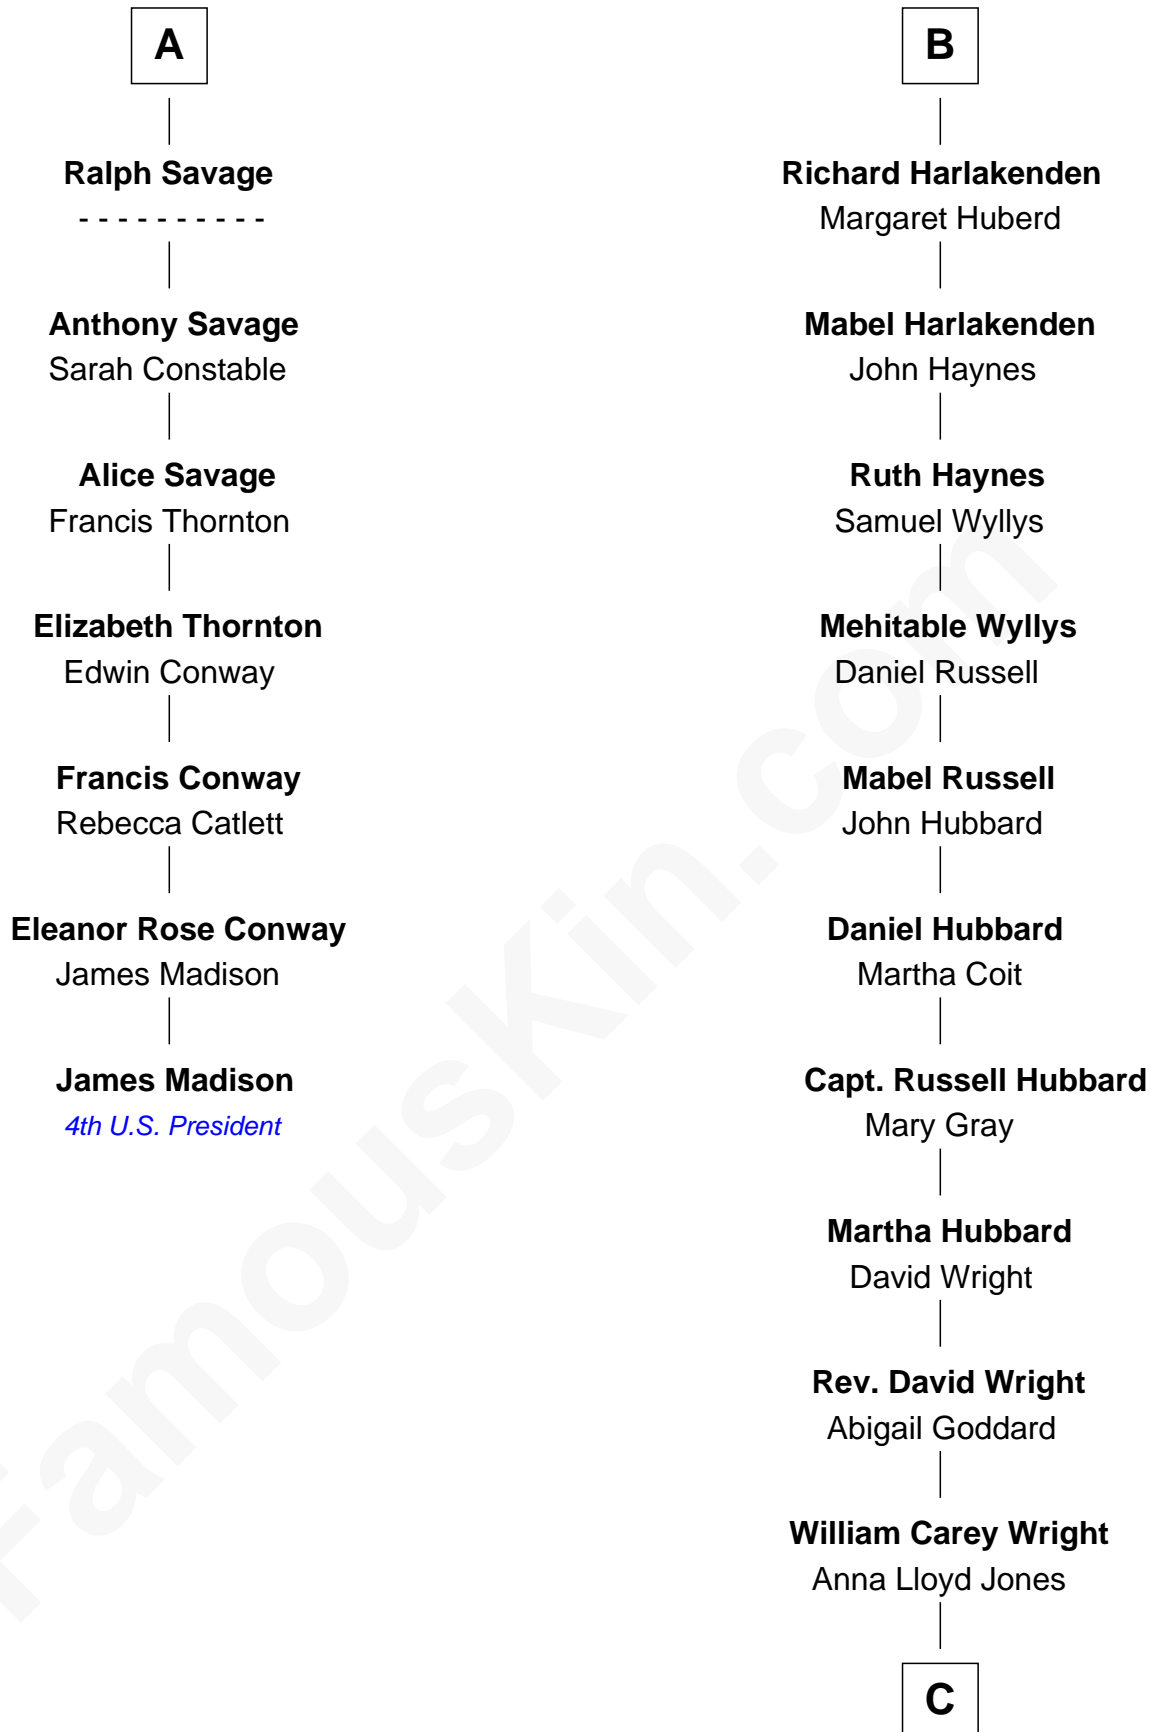 A
Ralph Savage
- - - - - - - - - -
Anthony Savage
Sarah Constable
Alice Savage
Francis Thornton
Elizabeth Thornton
Edwin Conway
Francis Conway
Rebecca Catlett
Eleanor Rose Conway
James Madison
James Madison
4th U.S. President
B
Richard Harlakenden
Margaret Huberd
Mabel Harlakenden
John Haynes
Ruth Haynes
Samuel Wyllys
Mehitable Wyllys
Daniel Russell
Mabel Russell
John Hubbard
Daniel Hubbard
Martha Coit
Capt. Russell Hubbard
Mary Gray
Martha Hubbard
David Wright
Rev. David Wright
Abigail Goddard
William Carey Wright
Anna Lloyd Jones
C
FamousKin.com